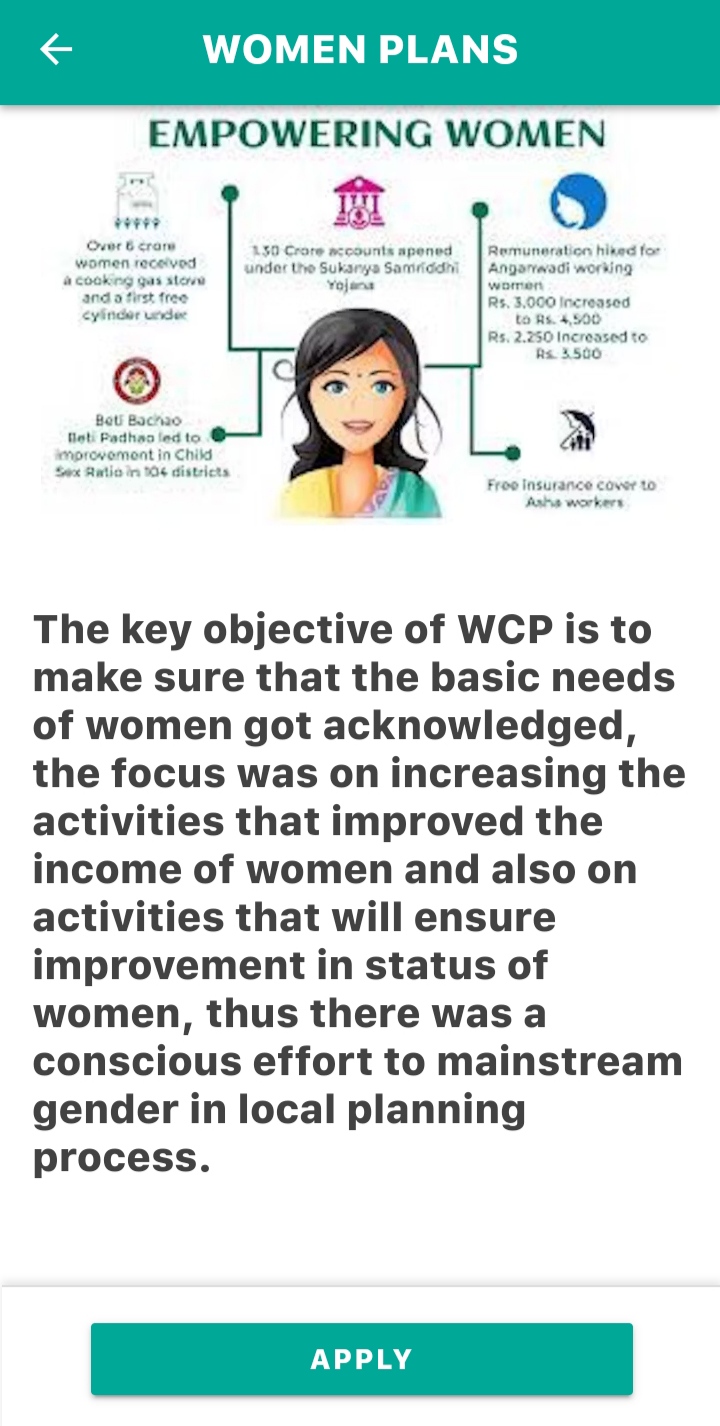 WOMEN PLANS
EMPOWERING WOMEN
Over 6 crore
women received
a cooking gas stove
and a first free
cylinder under
1.30 Crore accounts apened
under the Sukanya Samriddhi
Yojana
Remuneration hiked for
Anganwadi working
women
Rs. 3,000 Increased
to Rs. 4,500
Rs. 2,250 Increased to
Rs. 3,500
Beti Bachao
Beti Padhao led to
improvement in Child
Sex Ratio in 104 districts
Free insurance cover to
Asha workers
The key objective of WCP is to
make sure that the basic needs
of women got acknowledged,
the focus was on increasing the
activities that improved the
income of women and also on
activities that will ensure
improvement in status of
women, thus there was a
conscious effort to mainstream
gender in local planning
process.
APPLY